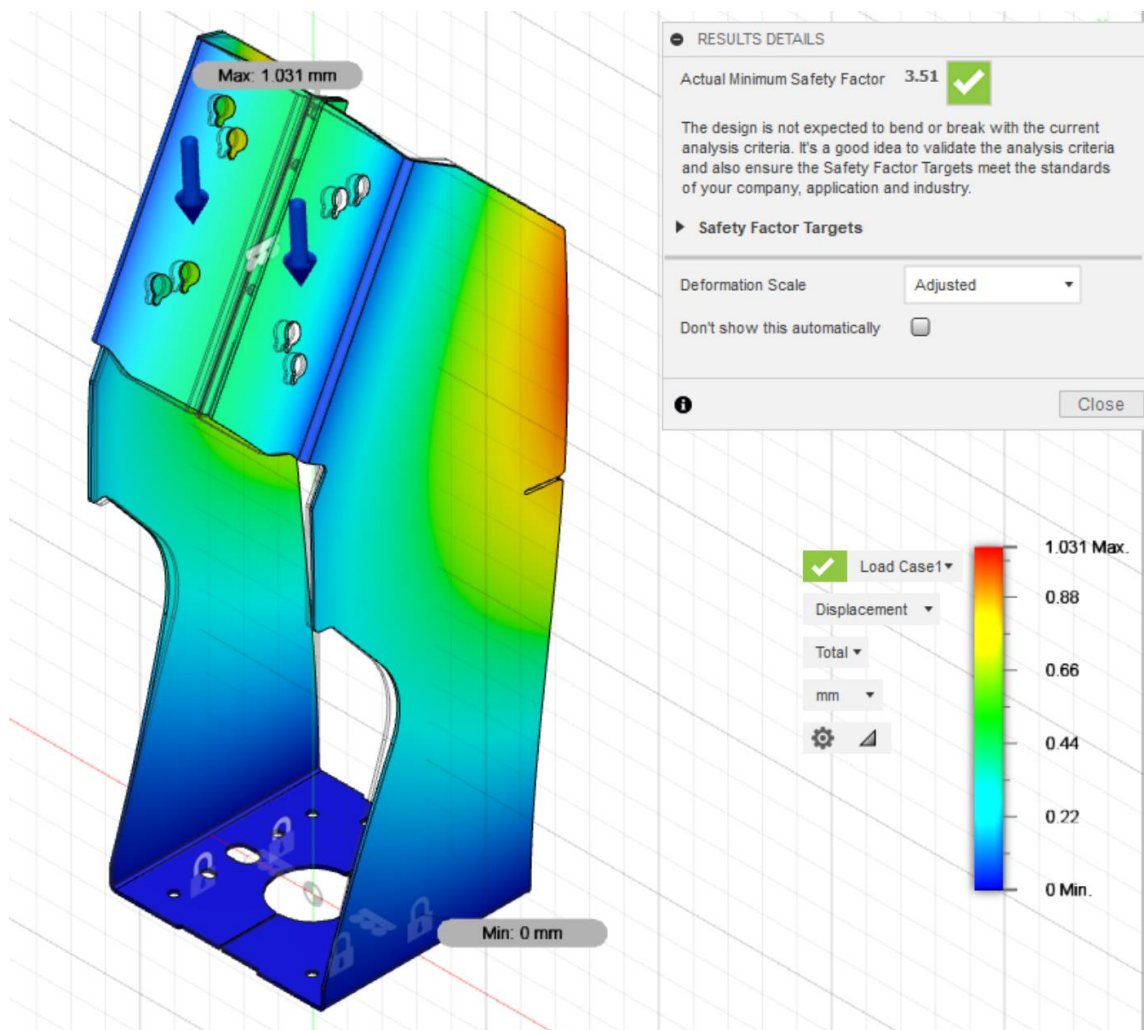 RESULTS DETAILS
Max: 1.031 mm
Actual Minimum Safety Factor 3.51
The design is not expected to bend or break with the current
analysis criteria. It's a good idea to validate the analysis criteria
and also ensure the Safety Factor Targets meet the standards
of your company, application and industry.
Safety Factor Targets
Deformation Scale Adjusted
Don't show this automatically
Close
Load Case1
Displacement
Total
mm
1.031 Max.
0.88
0.66
0.44
0.22
0 Min.
Min: 0 mm